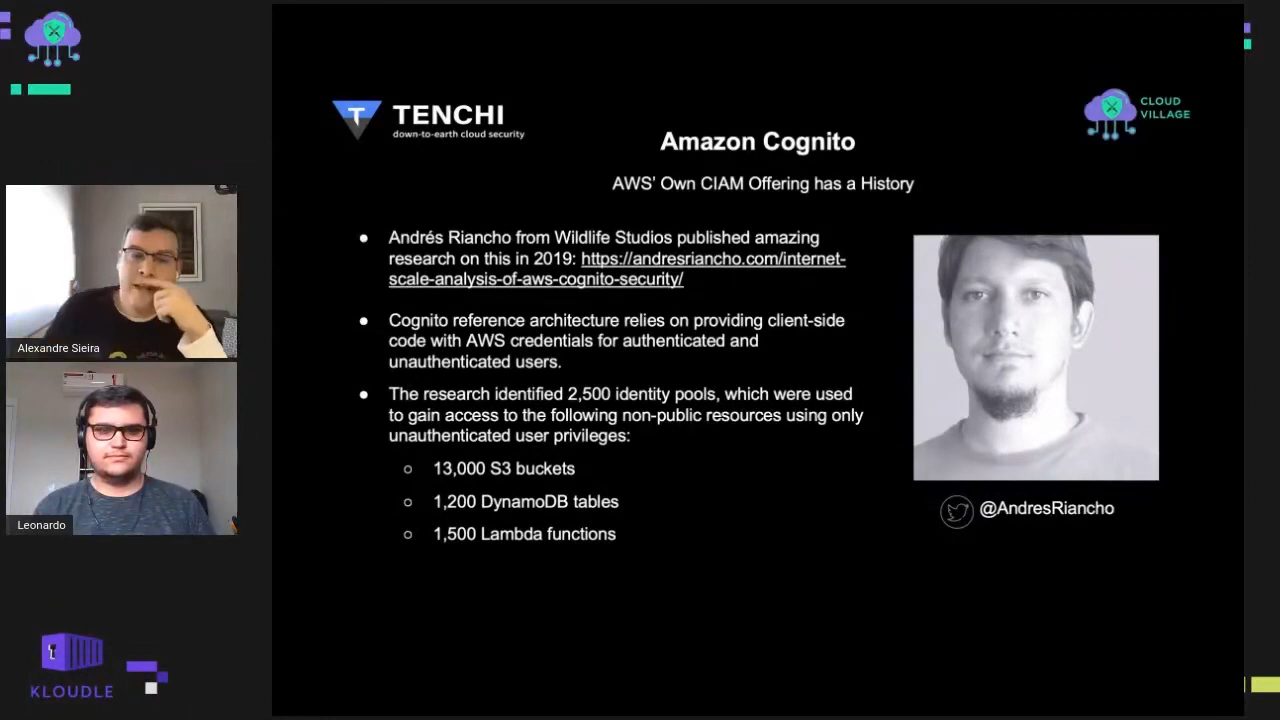 TENCHI
down-to-earth cloud security
CLOUD
VILLAGE
Amazon Cognito
AWS’ Own CIAM Offering has a History
● Andrés Riancho from Wildlife Studios published amazing
research on this in 2019: https://andresriancho.com/internet-
scale-analysis-of-aws-cognito-security/
● Cognito reference architecture relies on providing client-side
code with AWS credentials for authenticated and
unauthenticated users.
● The research identified 2,500 identity pools, which were used
to gain access to the following non-public resources using only
unauthenticated user privileges:
○ 13,000 S3 buckets
○ 1,200 DynamoDB tables
○ 1,500 Lambda functions
@AndresRiancho
Alexandre Sieira
Leonardo
KLOUDLE